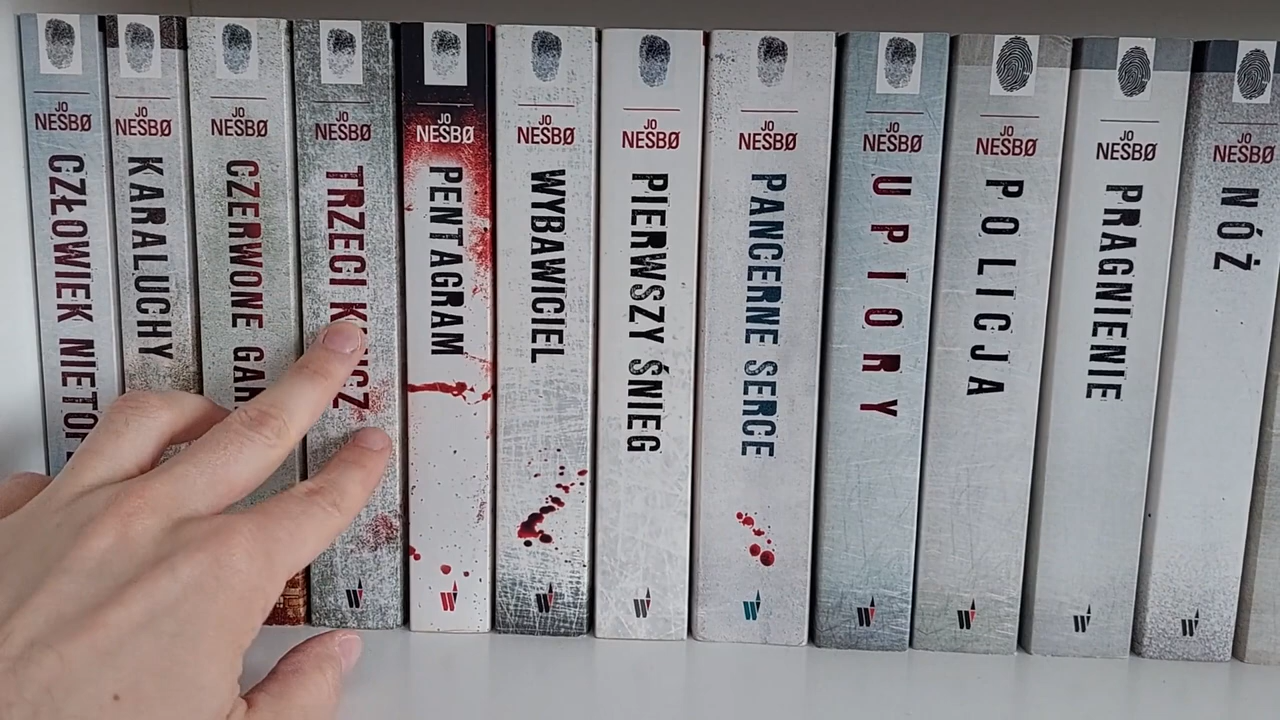 JO
NESBØ
CZŁOWIEK
JO
NESBØ
KARALUCHY
JO
NESBØ
CZERWONE
JO
NESBØ
TRZECI
JO
NESBØ
PENTAGRAM
JO
NESBØ
WYBAWICIEL
JO
NESBØ
PIERWSZY ŚNIEG
JO
NESBØ
PANCERNE SERCE
JO
NESBØ
UPIORY
JO
NESBØ
POLICJA
JO
NESBØ
PRAGNIENIE
JO
NESBØ
NÓŻ